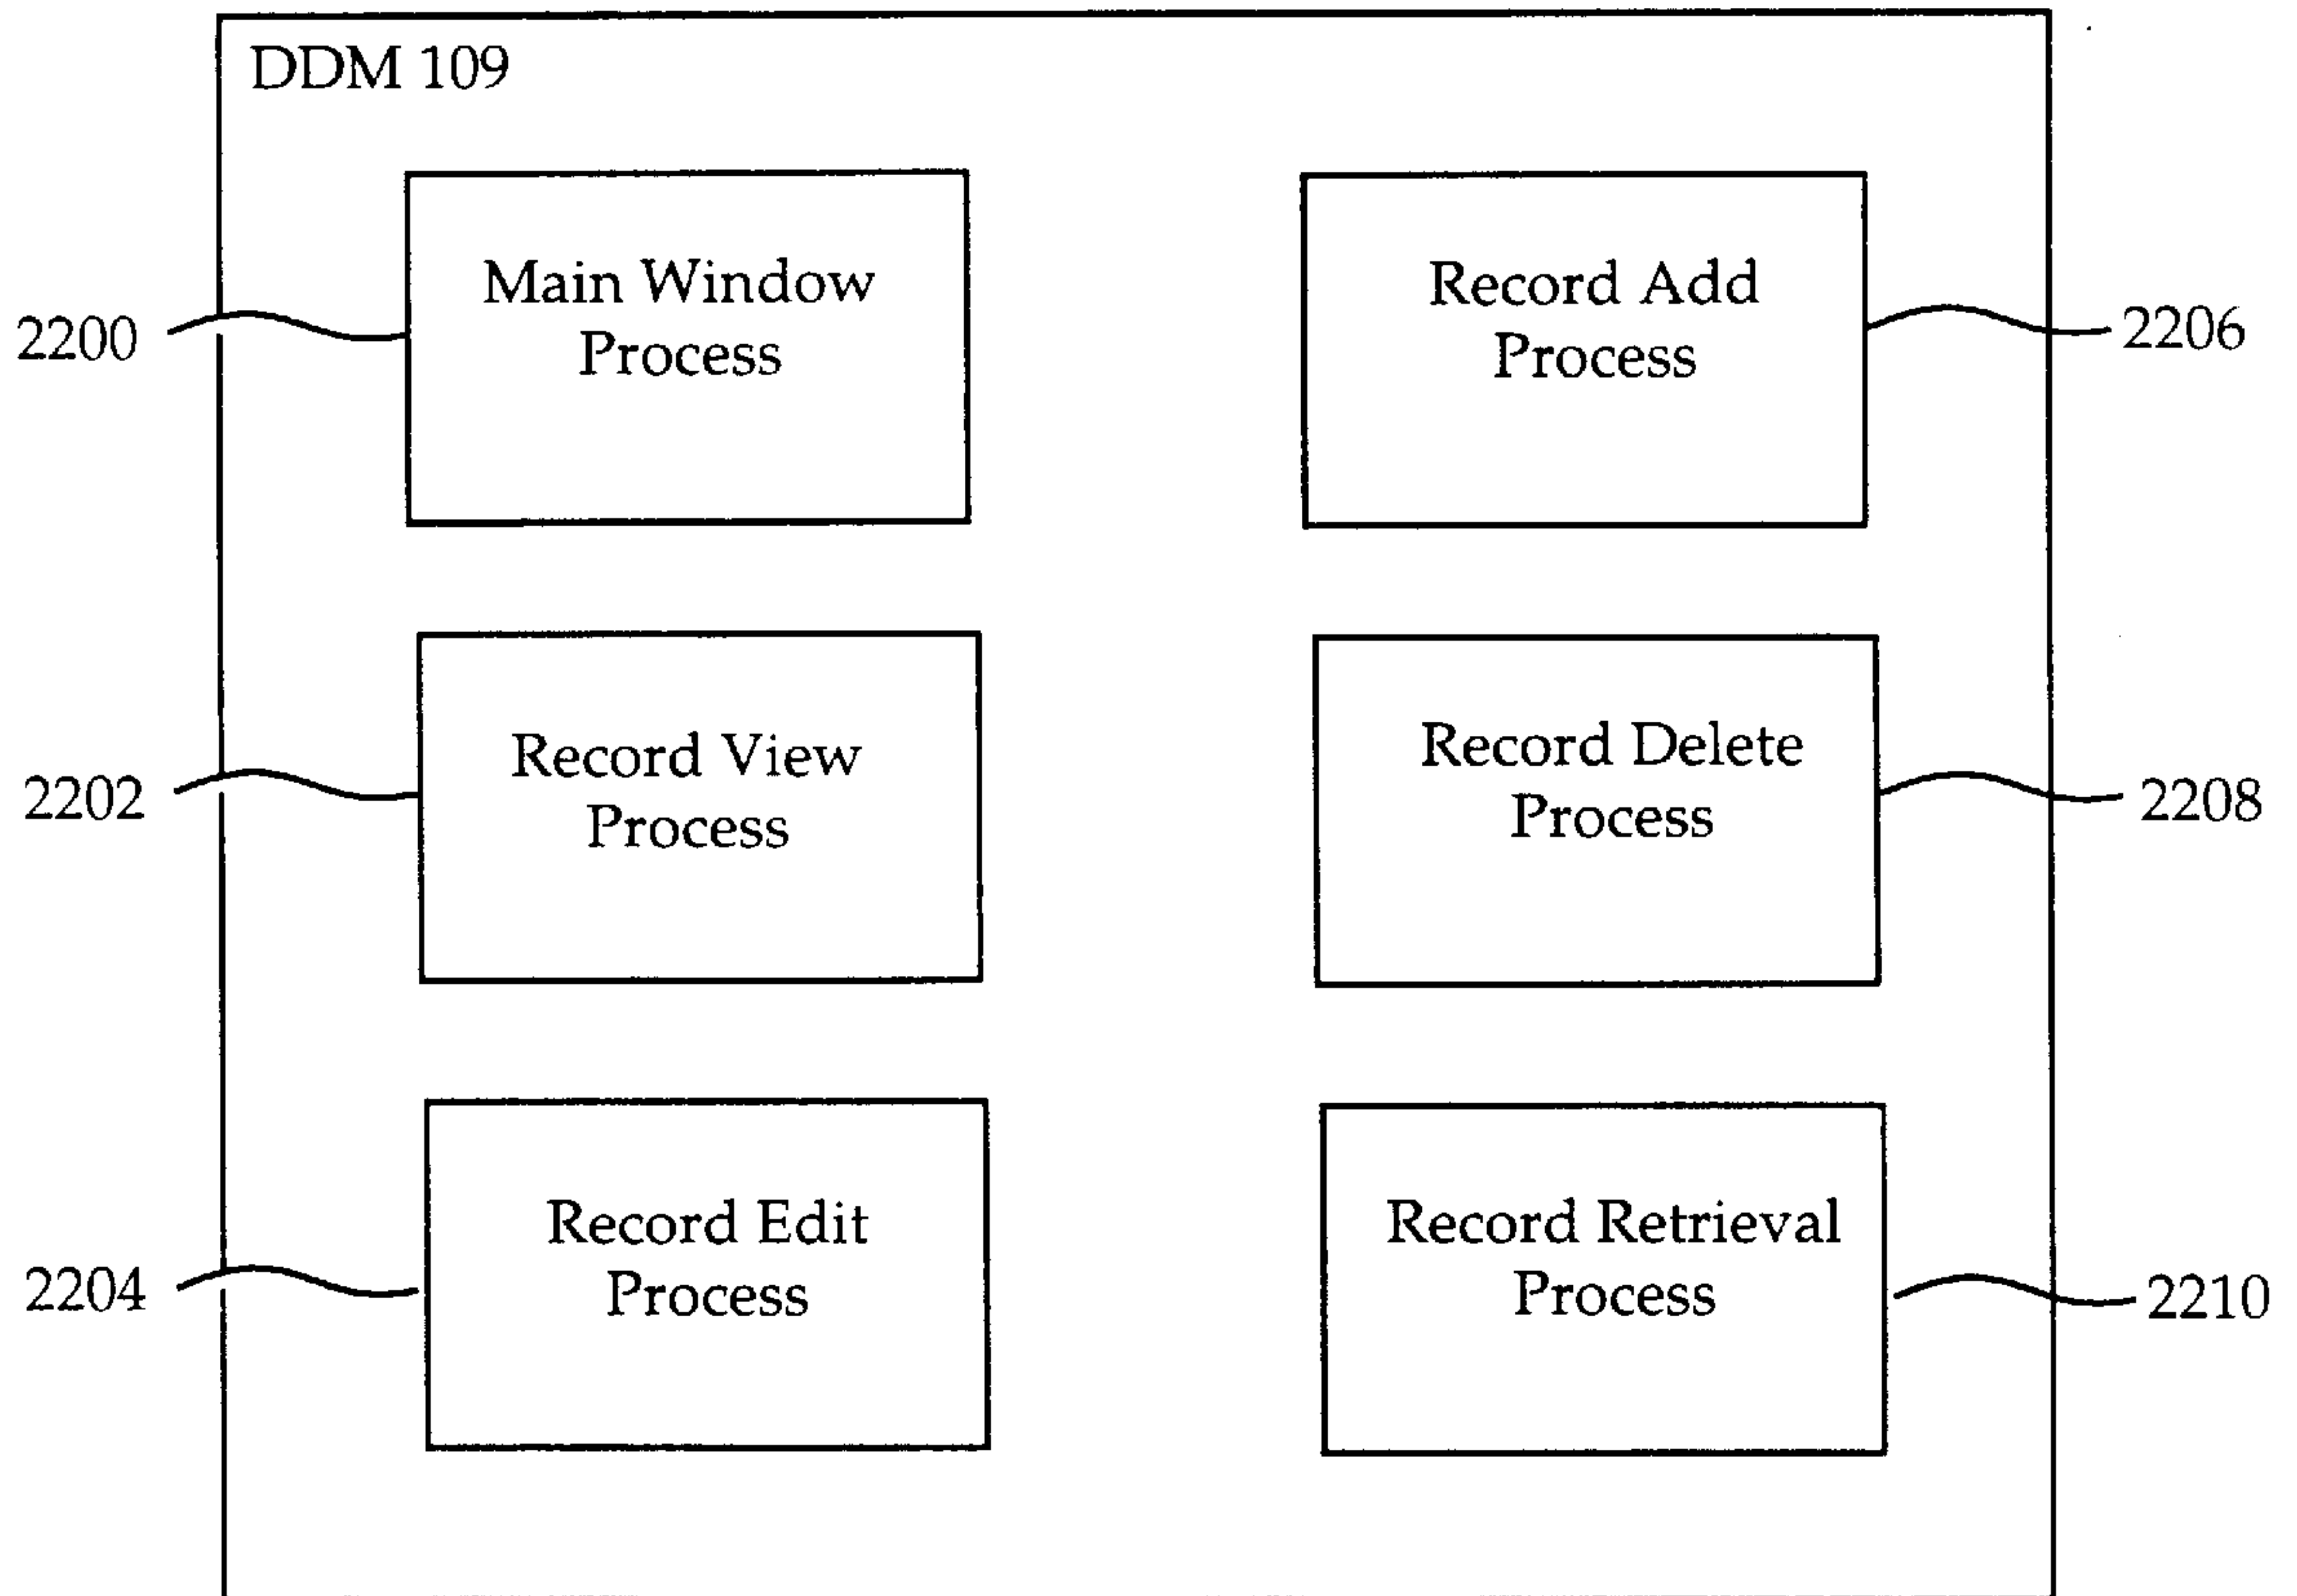 DDM 109
Main Window
Process
2200
Record Add
Process
2206
Record View
Process
2202
Record Delete
Process
2208
Record Edit
Process
2204
Record Retrieval
Process
2210